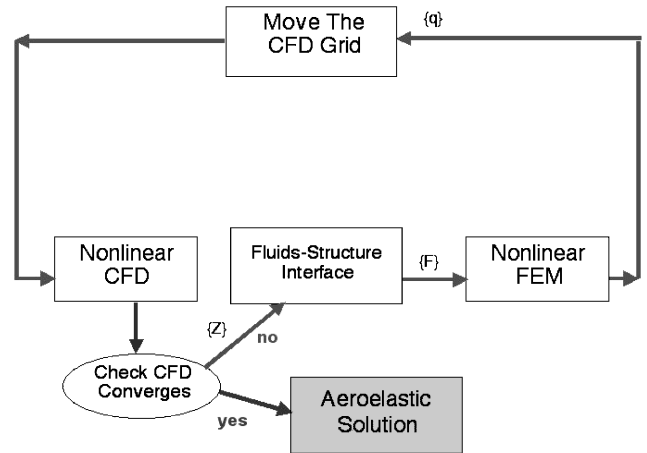 Move The
CFD Grid
{q}
Nonlinear
CFD
Fluids-Structure
Interface
{F}
Nonlinear
FEM
{Z}
no
Check CFD
Converges
yes
Aeroelastic
Solution